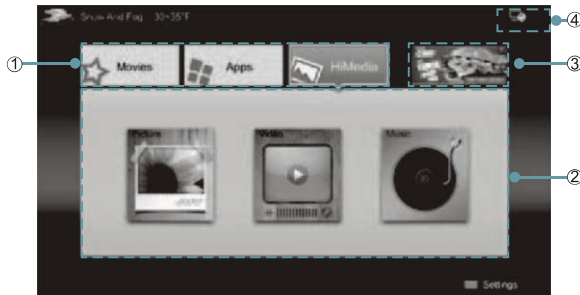 Snow And Fog 30~35°F
④
①
Movies
Apps
HiMedia
③
Picture
Video
Music
②
Settings